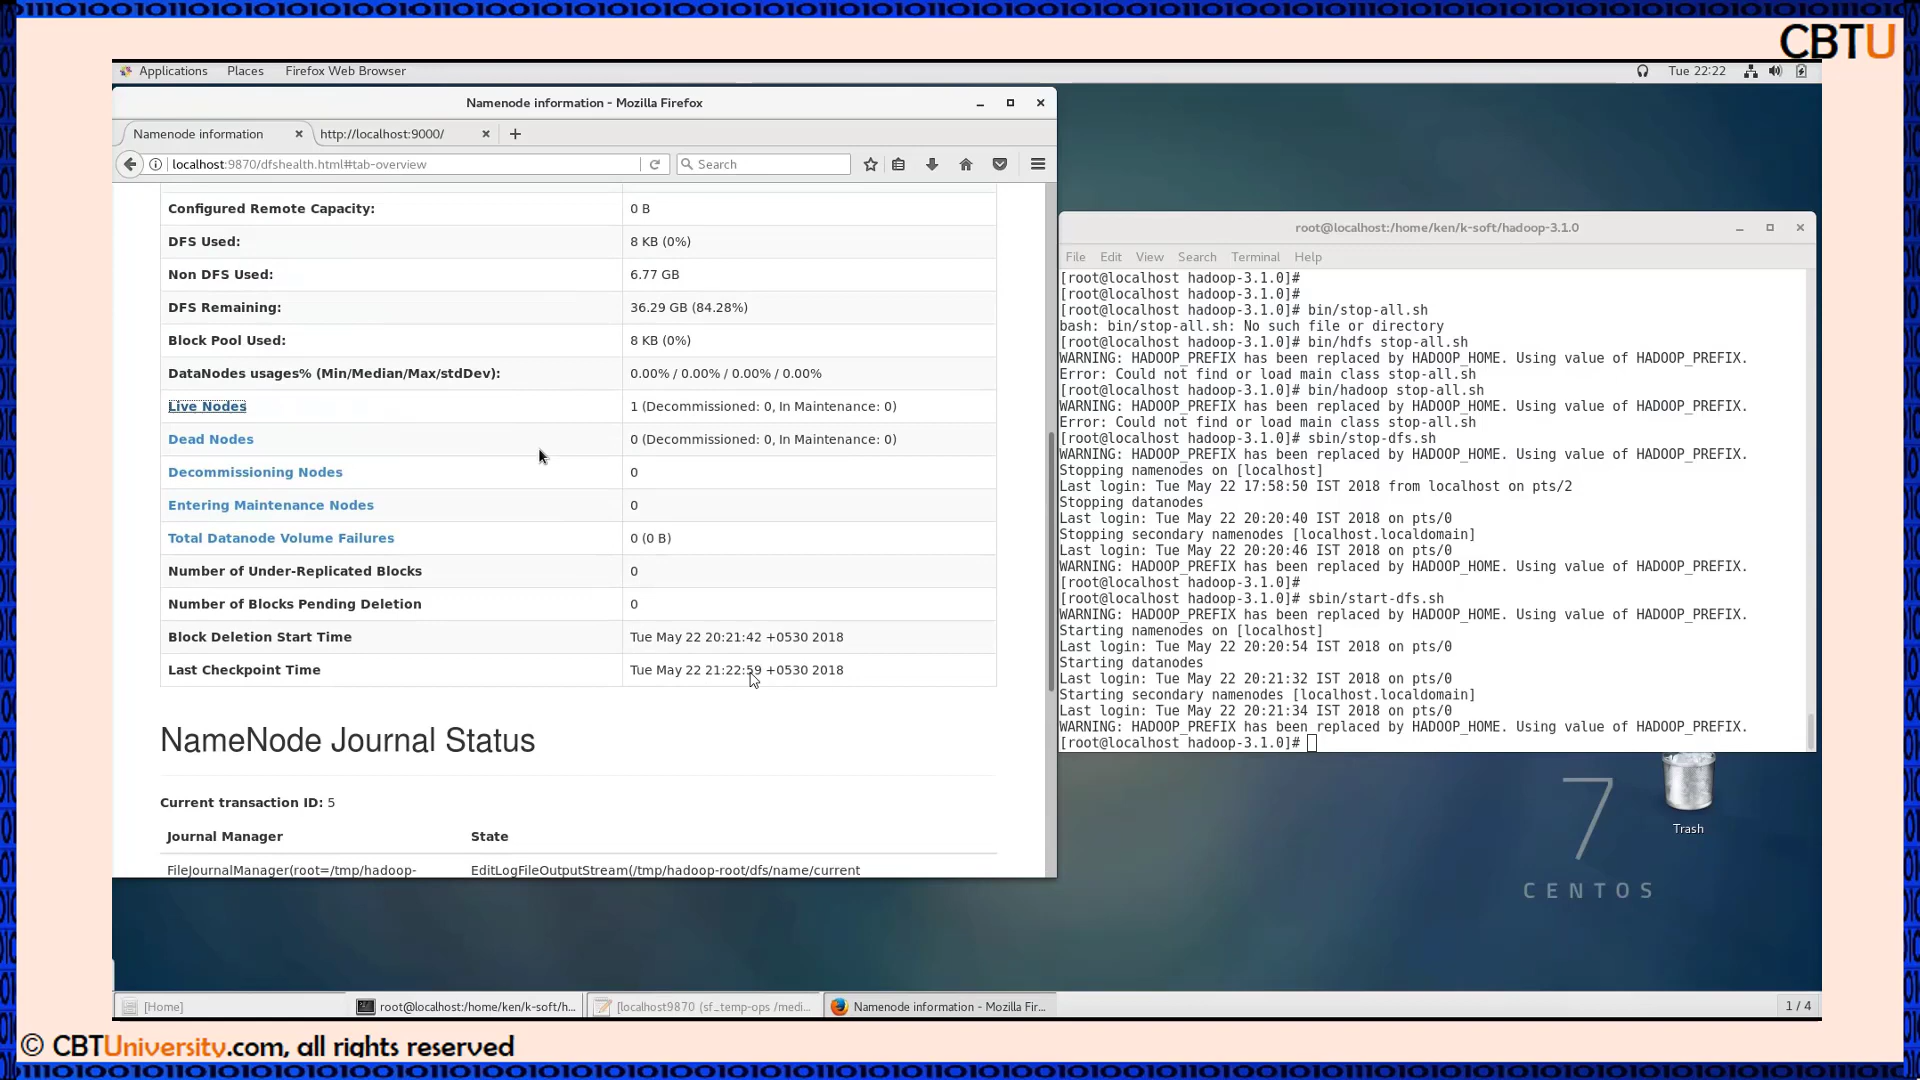 CBTU
Applications Places Firefox Web Browser Tue 22:22
Namenode information - Mozilla Firefox
Namenode information http://localhost:9000/
localhost:9870/dfshealth.html#tab-overview Search
Configured Remote Capacity: 0 B
DFS Used: 8 KB (0%)
Non DFS Used: 6.77 GB
DFS Remaining: 36.29 GB (84.28%)
Block Pool Used: 8 KB (0%)
DataNodes usages% (Min/Median/Max/stdDev): 0.00% / 0.00% / 0.00% / 0.00%
Live Nodes 1 (Decommissioned: 0, In Maintenance: 0)
Dead Nodes 0 (Decommissioned: 0, In Maintenance: 0)
Decommissioning Nodes 0
Entering Maintenance Nodes 0
Total Datanode Volume Failures 0 (0 B)
Number of Under-Replicated Blocks 0
Number of Blocks Pending Deletion 0
Block Deletion Start Time Tue May 22 20:21:42 +0530 2018
Last Checkpoint Time Tue May 22 21:22:59 +0530 2018
NameNode Journal Status
Current transaction ID: 5
Journal Manager State
FileJournalManager(root=/tmp/hadoop- EditLogFileOutputStream(/tmp/hadoop-root/dfs/name/current
root@localhost:/home/ken/k-soft/hadoop-3.1.0
File Edit View Search Terminal Help
[root@localhost hadoop-3.1.0]#
[root@localhost hadoop-3.1.0]#
[root@localhost hadoop-3.1.0]# bin/stop-all.sh
bash: bin/stop-all.sh: No such file or directory
[root@localhost hadoop-3.1.0]# bin/hdfs stop-all.sh
WARNING: HADOOP_PREFIX has been replaced by HADOOP_HOME. Using value of HADOOP_PREFIX.
Error: Could not find or load main class stop-all.sh
[root@localhost hadoop-3.1.0]# bin/hadoop stop-all.sh
WARNING: HADOOP_PREFIX has been replaced by HADOOP_HOME. Using value of HADOOP_PREFIX.
Error: Could not find or load main class stop-all.sh
[root@localhost hadoop-3.1.0]# sbin/stop-dfs.sh
WARNING: HADOOP_PREFIX has been replaced by HADOOP_HOME. Using value of HADOOP_PREFIX.
Stopping namenodes on [localhost]
Last login: Tue May 22 17:58:50 IST 2018 from localhost on pts/2
Stopping datanodes
Last login: Tue May 22 20:20:40 IST 2018 on pts/0
Stopping secondary namenodes [localhost.localdomain]
Last login: Tue May 22 20:20:46 IST 2018 on pts/0
WARNING: HADOOP_PREFIX has been replaced by HADOOP_HOME. Using value of HADOOP_PREFIX.
[root@localhost hadoop-3.1.0]#
[root@localhost hadoop-3.1.0]# sbin/start-dfs.sh
WARNING: HADOOP_PREFIX has been replaced by HADOOP_HOME. Using value of HADOOP_PREFIX.
Starting namenodes on [localhost]
Last login: Tue May 22 20:20:54 IST 2018 on pts/0
Starting datanodes
Last login: Tue May 22 20:21:32 IST 2018 on pts/0
Starting secondary namenodes [localhost.localdomain]
Last login: Tue May 22 20:21:34 IST 2018 on pts/0
WARNING: HADOOP_PREFIX has been replaced by HADOOP_HOME. Using value of HADOOP_PREFIX.
[root@localhost hadoop-3.1.0]#
Trash
7
CENTOS
[Home] root@localhost:/home/ken/k-soft/h... [localhost9870 (sf_temp-ops /medi... Namenode information - Mozilla Fir... 1 / 4
© CBTUniversity.com, all rights reserved